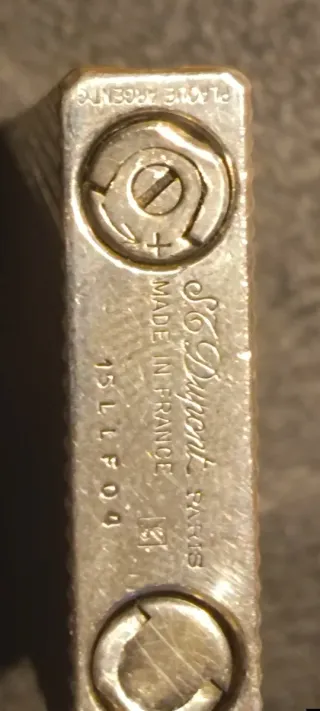 PLAQUE ARGENT G
+
S.T. Dupont PARIS
MADE IN FRANCE
15LLF04